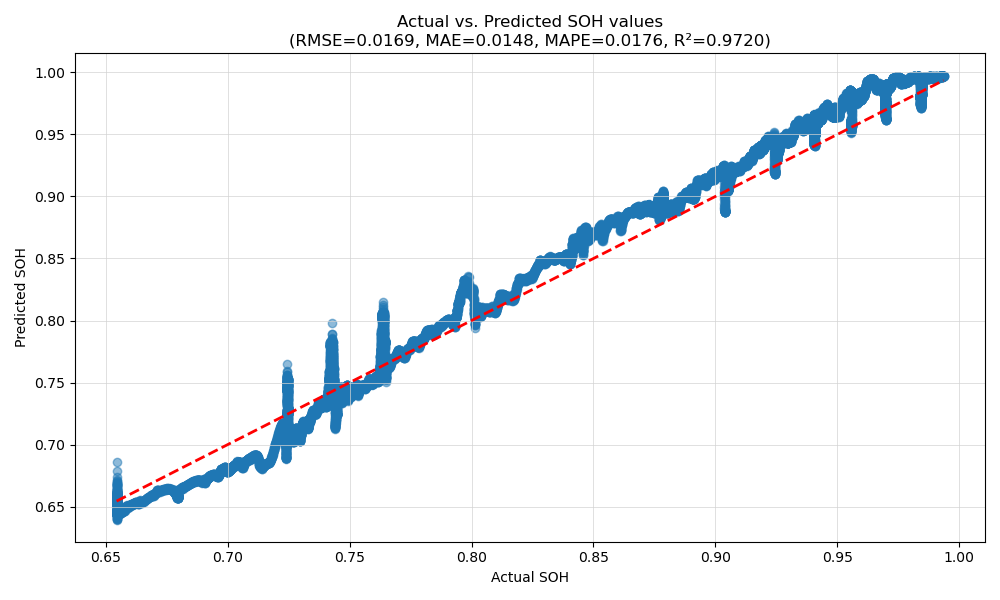 Actual vs. Predicted SOH values
(RMSE=0.0169, MAE=0.0148, MAPE=0.0176, R²=0.9720)
1.00
0.95
0.90
0.85
0.80
0.75
0.70
0.65
Predicted SOH
0.65 0.70 0.75 0.80 0.85 0.90 0.95 1.00
Actual SOH